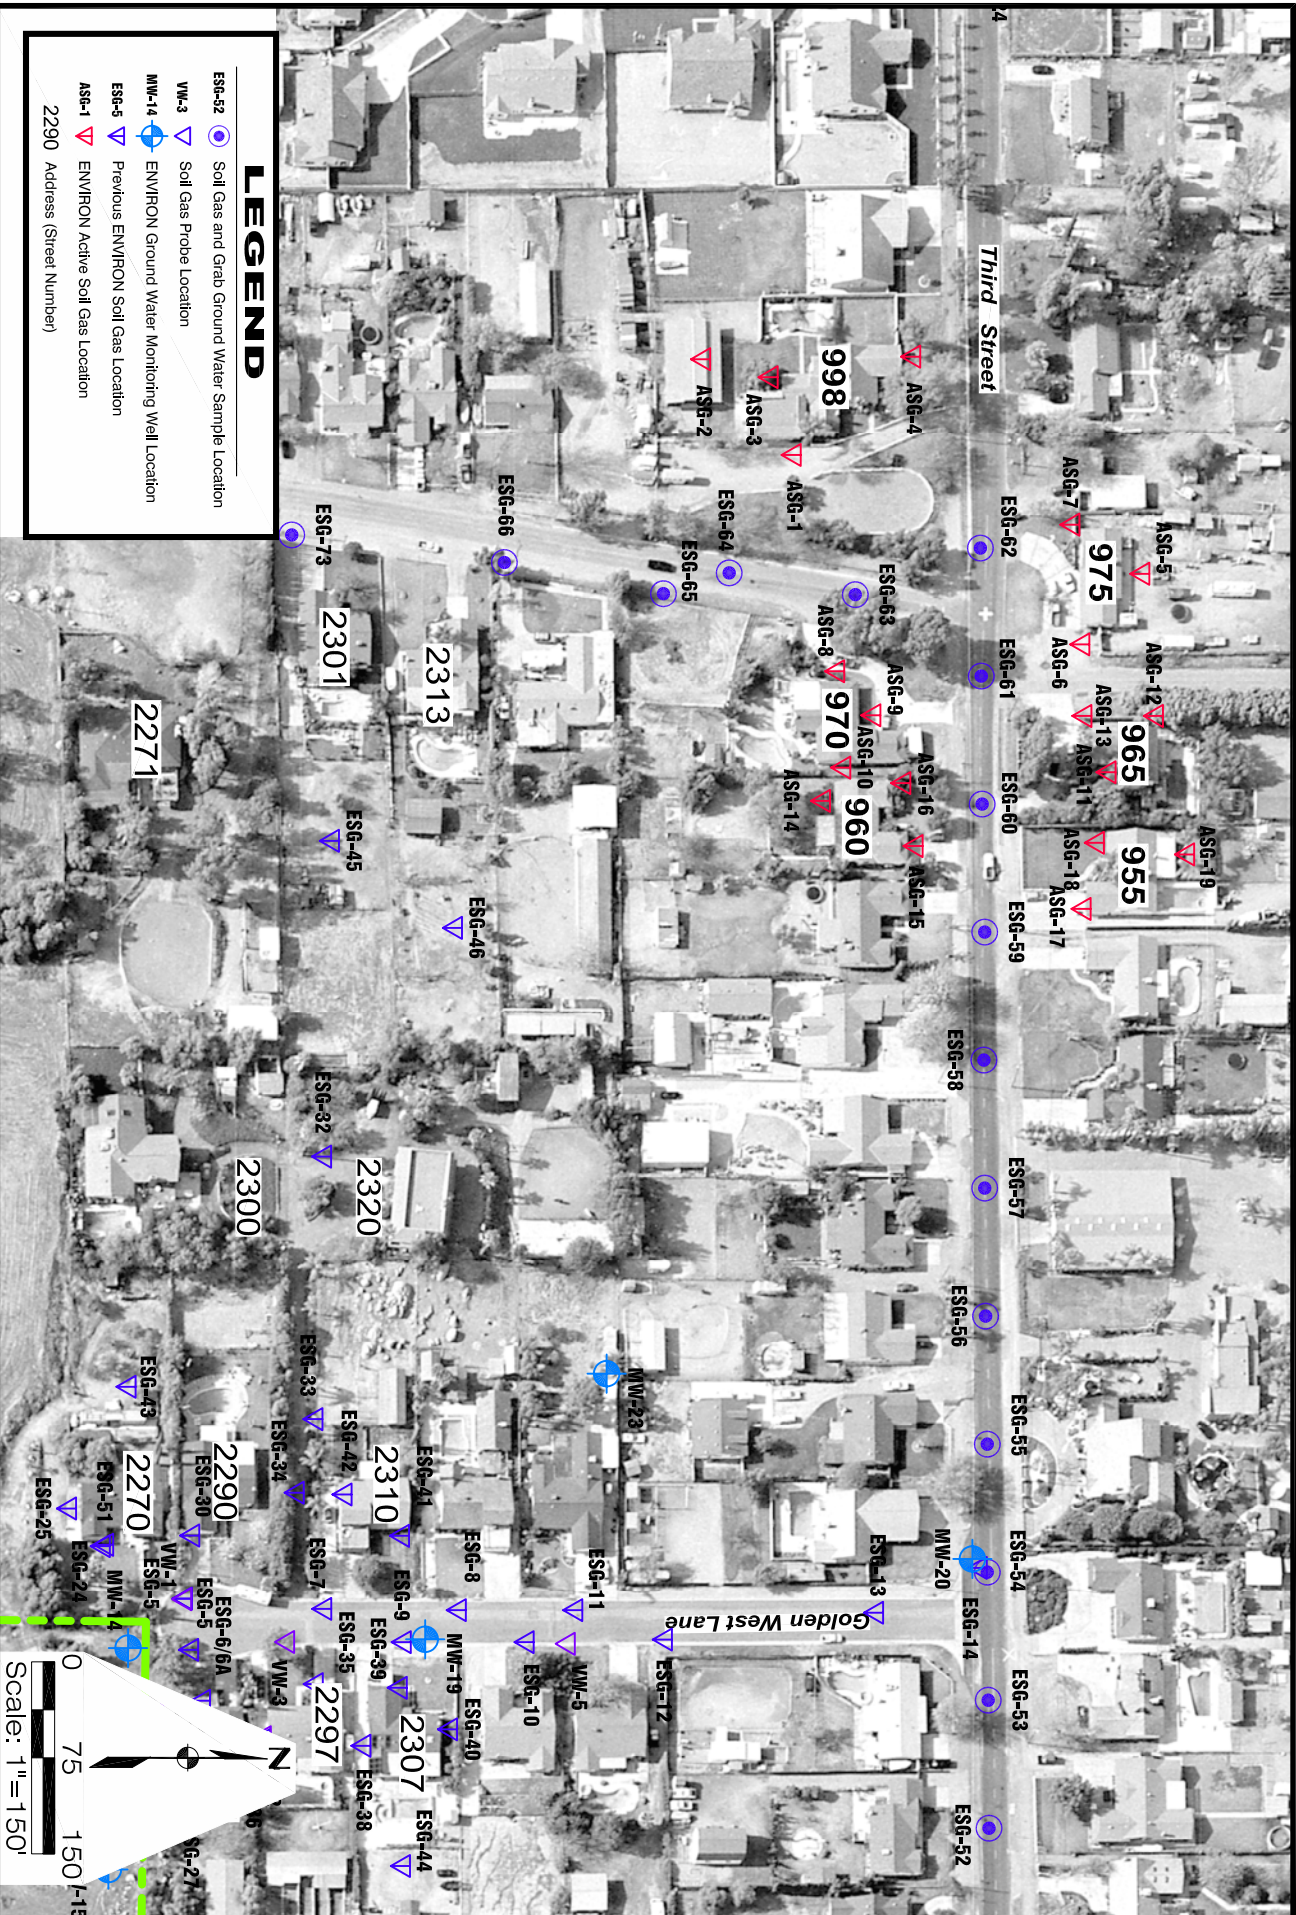 LEGEND
ESG-52 Soil Gas and Grab Ground Water Sample Location
VW-3 Soil Gas Probe Location
MW-14 ENVIRON Ground Water Monitoring Well Location
ESG-5 Previous ENVIRON Soil Gas Location
ASG-1 ENVIRON Active Soil Gas Location
2290 Address (Street Number)
Third Street
ASG-4
998
ASG-3
ASG-2
ASG-1
ASG-7
ASG-5
975
ESG-62
ASG-6
ESG-61
ASG-12
ASG-13
965
ASG-11
ESG-60
ASG-19
955
ASG-18
ASG-17
ESG-59
ESG-66
ESG-64
ESG-65
ESG-63
ESG-73
ASG-8
ASG-9
970
ASG-10
ASG-16
ASG-14
960
ASG-15
2301
2313
2271
ESG-45
ESG-46
ESG-58
ESG-57
ESG-56
ESG-55
ESG-54
MW-20
ESG-14
ESG-53
ESG-52
ESG-32
2300
2320
MW-23
ESG-43
ESG-33
ESG-42
ESG-34
2310
ESG-41
2290
ESG-30
2270
ESG-51
ESG-25
ESG-24
MW-14
VW-1
ESG-5
ESG-5
ESG-6/6A
ESG-7
ESG-8
ESG-9
ESG-11
ESG-13
Golden West Lane
ESG-35
ESG-39
MW-19
ESG-10
VW-5
ESG-12
VW-3
2297
2307
ESG-40
ESG-38
ESG-44
SG-27
/-15
N
0 75 150
Scale: 1"=150'